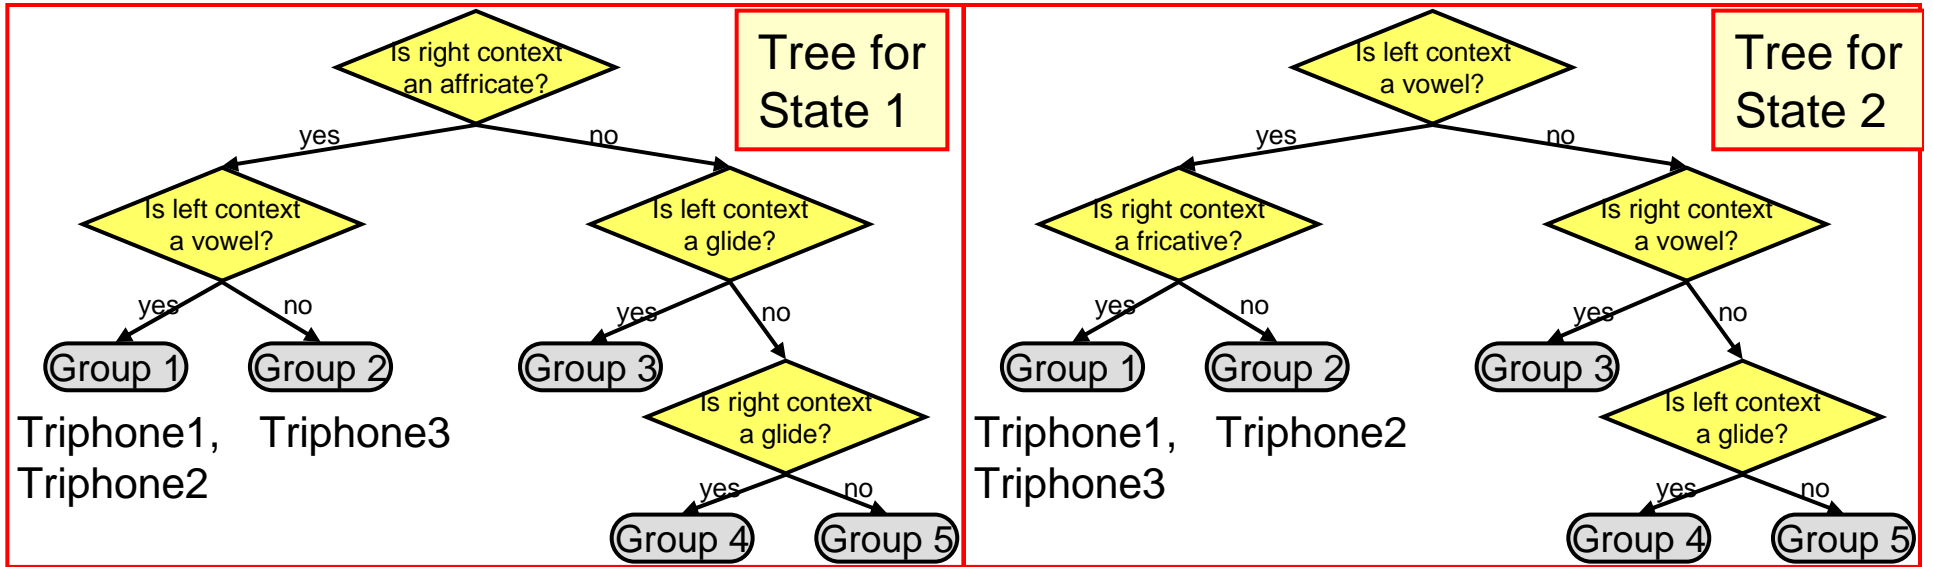 Is right context
an affricate?
Tree for
State 1
yes
no
Is left context
a vowel?
Is left context
a glide?
yes
no
yes
no
Group 1
Group 2
Group 3
Triphone1,
Triphone2
Triphone3
Is right context
a glide?
yes
no
Group 4
Group 5
Is left context
a vowel?
Tree for
State 2
yes
no
Is right context
a fricative?
Is right context
a vowel?
yes
no
yes
no
Group 1
Group 2
Group 3
Triphone1,
Triphone3
Triphone2
Is left context
a glide?
yes
no
Group 4
Group 5